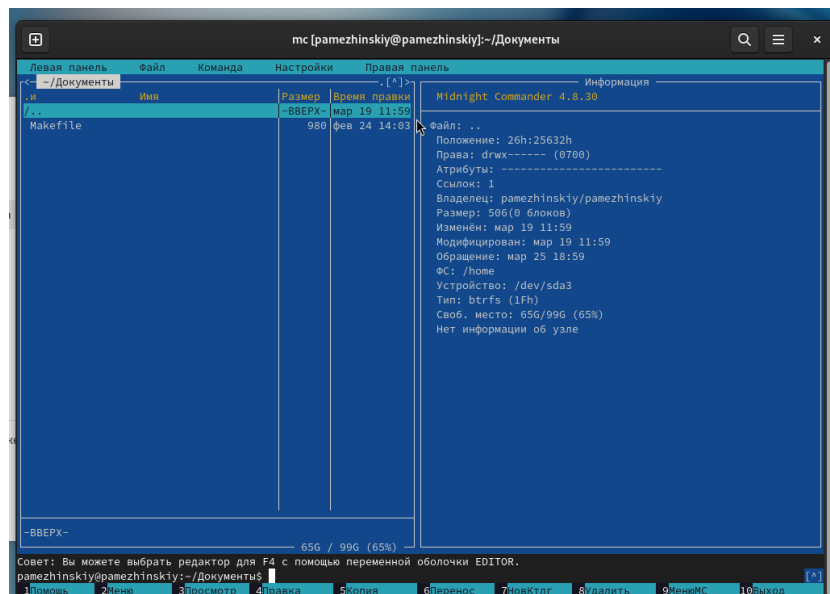 mc [pamezhinskiy@pamezhinskiy]:~/Документы
Левая панель Файл Команда Настройки Правая панель
<— ~/Документы .[^]>
.и Имя Размер Время правки
/.. -ВВЕРХ- мар 19 11:59
Makefile 980 фев 24 14:03
-ВВЕРХ-
65G / 99G (65%)
Информация
Midnight Commander 4.8.30
Файл: ..
Положение: 26h:25632h
Права: drwx------ (0700)
Атрибуты: -------------------------
Ссылок: 1
Владелец: pamezhinskiy/pamezhinskiy
Размер: 506(0 блоков)
Изменён: мар 19 11:59
Модифицирован: мар 19 11:59
Обращение: мар 25 18:59
ФС: /home
Устройство: /dev/sda3
Тип: btrfs (1Fh)
Своб. место: 65G/99G (65%)
Нет информации об узле
Совет: Вы можете выбрать редактор для F4 с помощью переменной оболочки EDITOR.
pamezhinskiy@pamezhinskiy:~/Документы$ [^]
1Помощь 2Меню 3Просмотр 4Правка 5Копия 6Перенос 7НовКтлг 8Удалить 9МенюMC 10Выход